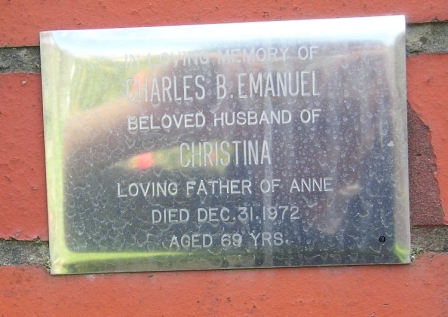 IN LOVING MEMORY OF
CHARLES B. EMANUEL
BELOVED HUSBAND OF
CHRISTINA
LOVING FATHER OF ANNE
DIED DEC. 31. 1972
AGED 69 YRS.